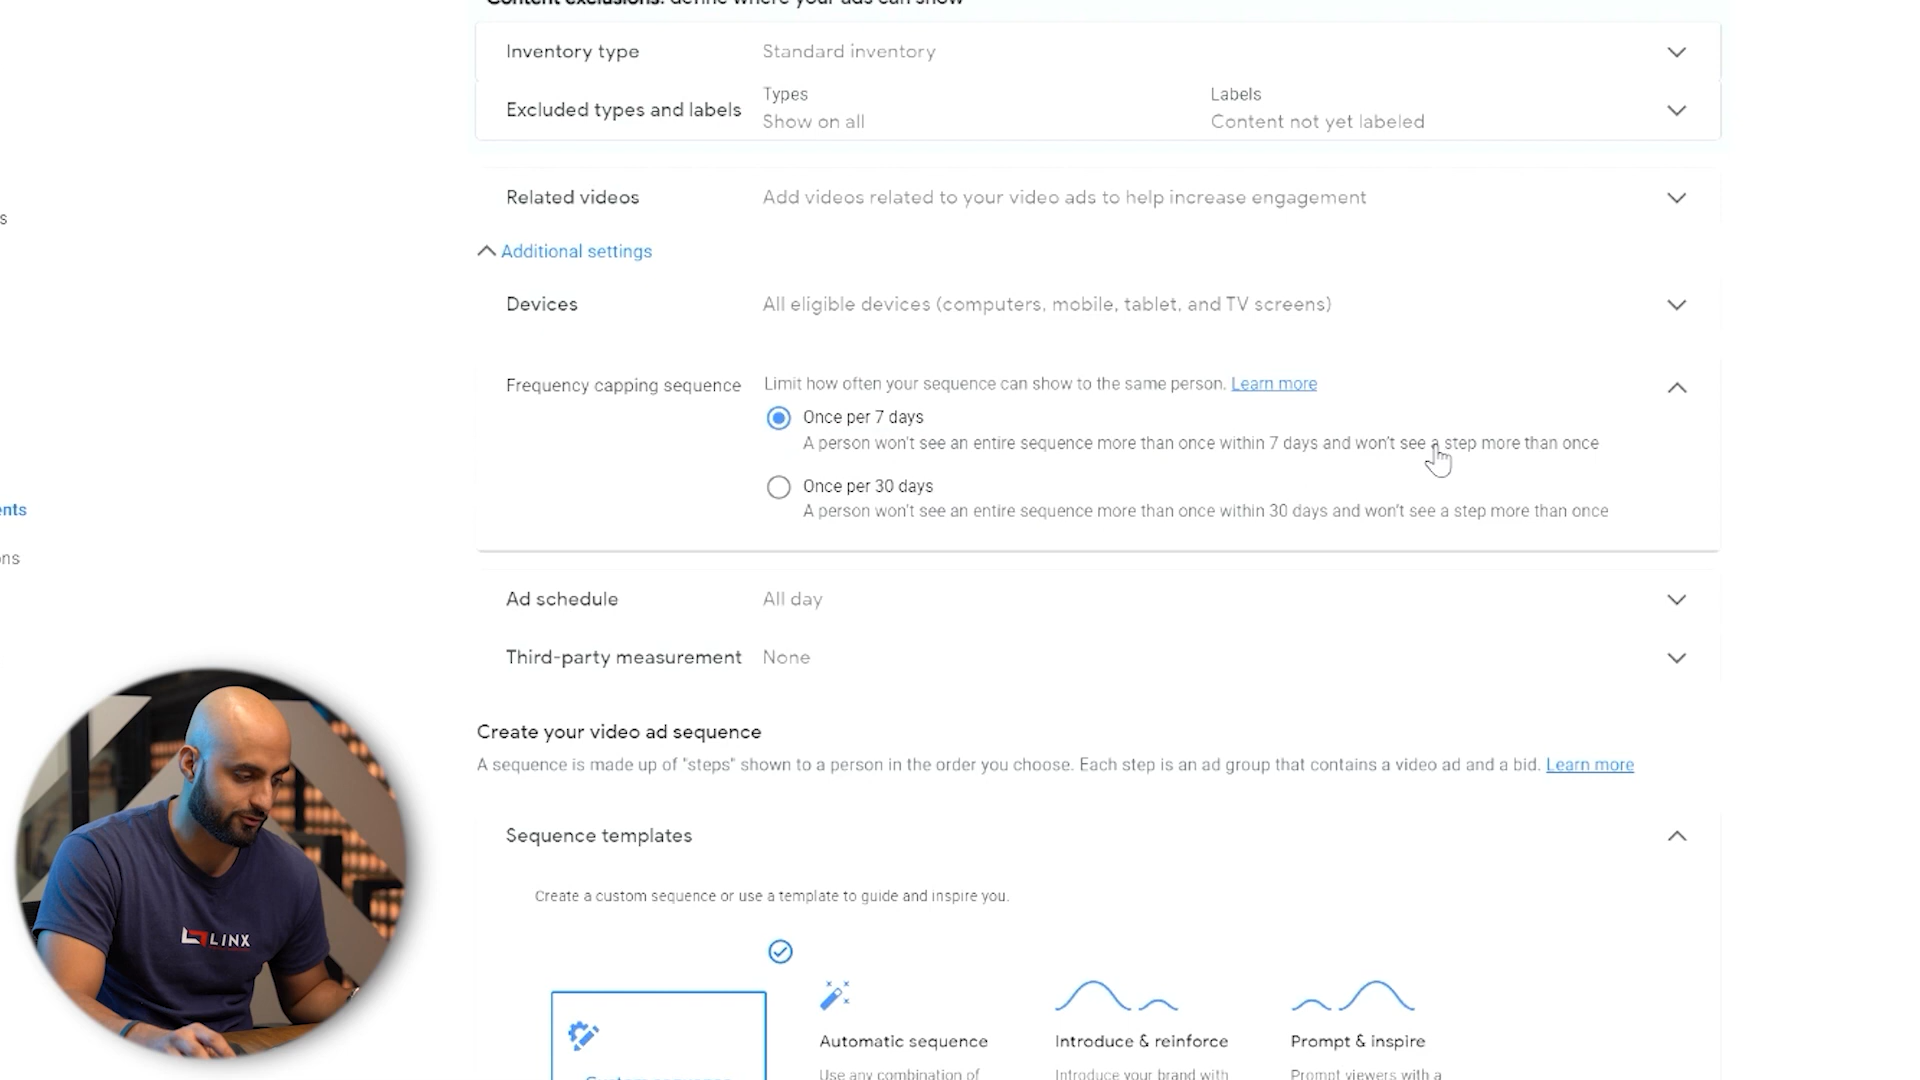 Content exclusions: define where your ads can show
Inventory type
Standard inventory
Excluded types and labels
Types
Show on all
Labels
Content not yet labeled
s
Related videos
Add videos related to your video ads to help increase engagement
Additional settings
Devices
All eligible devices (computers, mobile, tablet, and TV screens)
Frequency capping sequence
Limit how often your sequence can show to the same person. Learn more
Once per 7 days
A person won't see an entire sequence more than once within 7 days and won't see a step more than once
Once per 30 days
A person won't see an entire sequence more than once within 30 days and won't see a step more than once
ents
ons
Ad schedule
All day
Third-party measurement
None
Create your video ad sequence
A sequence is made up of "steps" shown to a person in the order you choose. Each step is an ad group that contains a video ad and a bid. Learn more
Sequence templates
Create a custom sequence or use a template to guide and inspire you.
LINX
Automatic sequence
Introduce & reinforce
Prompt & inspire
Use any combination of
Introduce your brand with
Prompt viewers with a